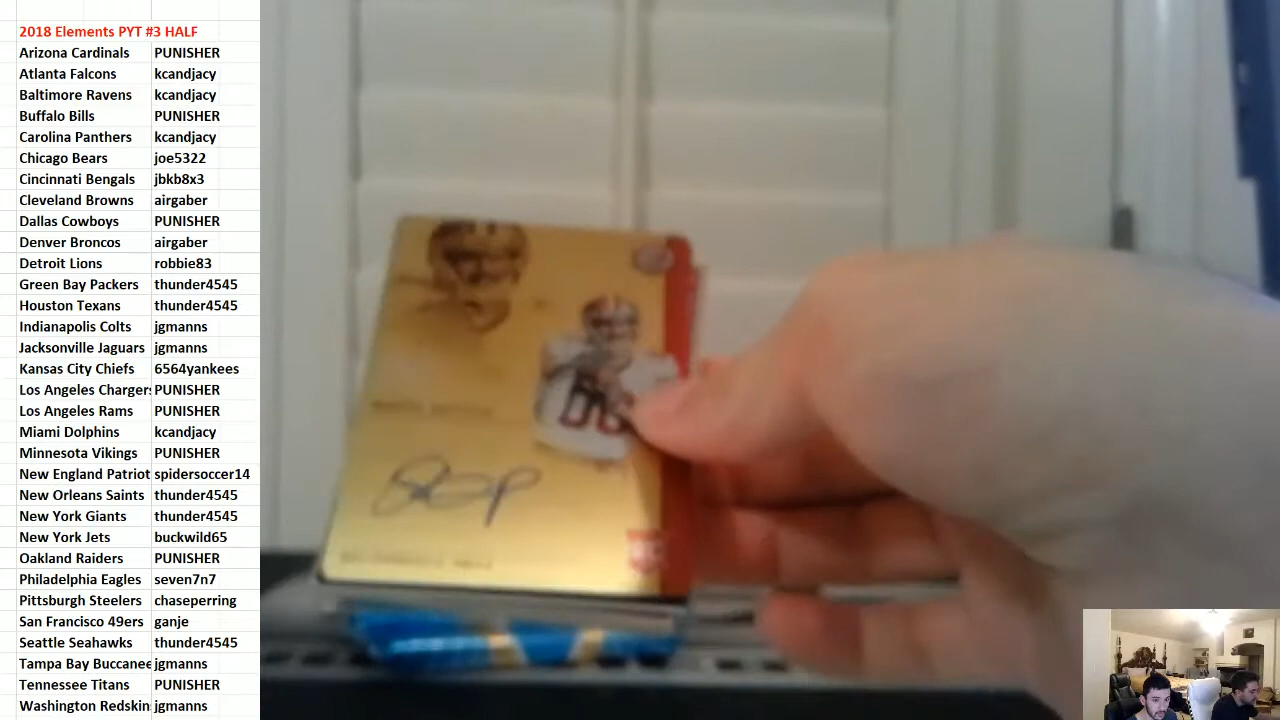 2018 Elements PYT #3 HALF
Arizona Cardinals PUNISHER
Atlanta Falcons kcandjacy
Baltimore Ravens kcandjacy
Buffalo Bills PUNISHER
Carolina Panthers kcandjacy
Chicago Bears joe5322
Cincinnati Bengals jbkb8x3
Cleveland Browns airgaber
Dallas Cowboys PUNISHER
Denver Broncos airgaber
Detroit Lions robbie83
Green Bay Packers thunder4545
Houston Texans thunder4545
Indianapolis Colts jgmanns
Jacksonville Jaguars jgmanns
Kansas City Chiefs 6564yankees
Los Angeles Chargers PUNISHER
Los Angeles Rams PUNISHER
Miami Dolphins kcandjacy
Minnesota Vikings PUNISHER
New England Patriot spidersoccer14
New Orleans Saints thunder4545
New York Giants thunder4545
New York Jets buckwild65
Oakland Raiders PUNISHER
Philadelphia Eagles seven7n7
Pittsburgh Steelers chaseperring
San Francisco 49ers ganje
Seattle Seahawks thunder4545
Tampa Bay Buccanee jgmanns
Tennessee Titans PUNISHER
Washington Redskin jgmanns